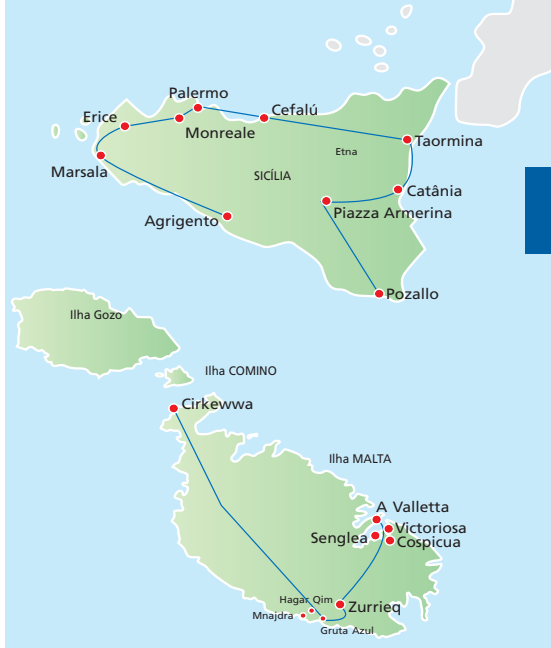 Palermo
Cefalú
Erice
Monreale
Taormina
Etna
Marsala
SICÍLIA
Catânia
Piazza Armerina
Agrigento
Pozallo
Ilha Gozo
Ilha COMINO
Cirkewwa
Ilha MALTA
A Valletta
Victoriosa
Senglea
Cospicua
Hagar Qim
Zurrieq
Mnajdra
Gruta Azul